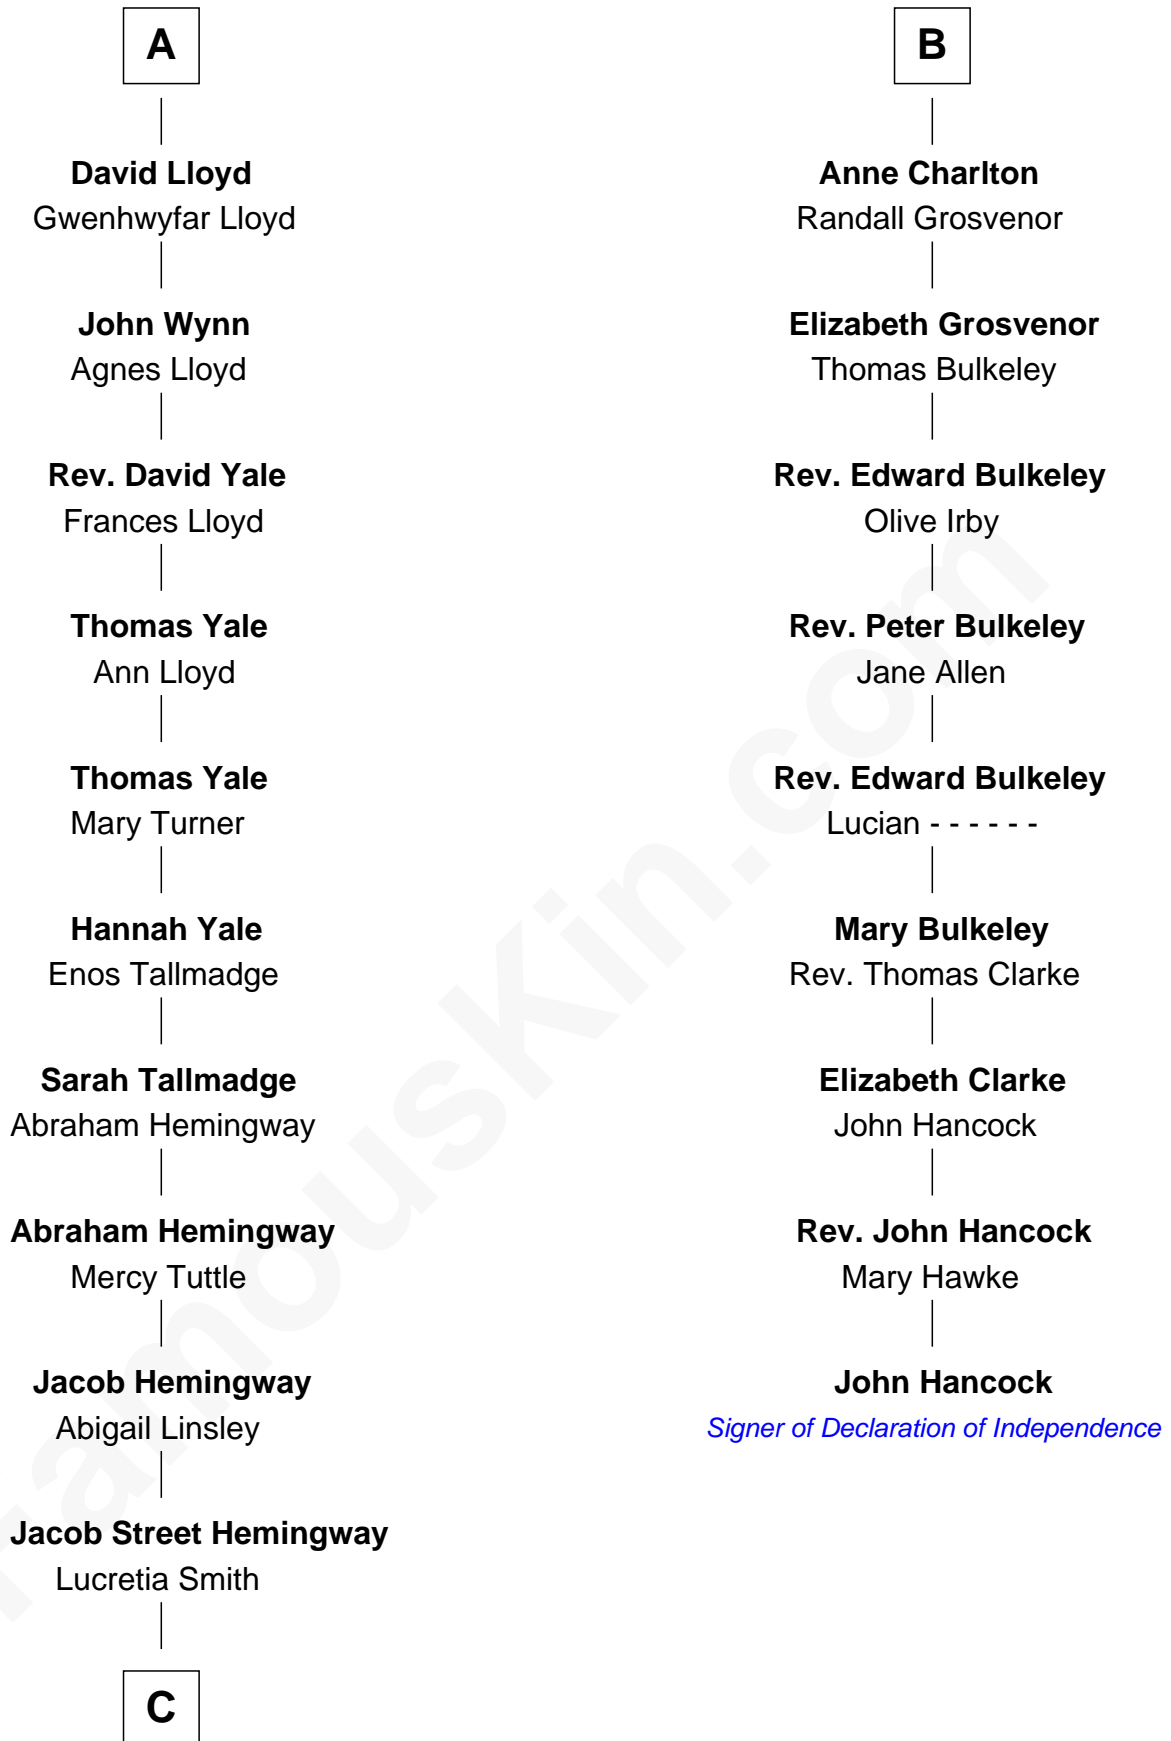 A
David Lloyd
Gwenhwyfar Lloyd
John Wynn
Agnes Lloyd
Rev. David Yale
Frances Lloyd
Thomas Yale
Ann Lloyd
Thomas Yale
Mary Turner
Hannah Yale
Enos Tallmadge
Sarah Tallmadge
Abraham Hemingway
Abraham Hemingway
Mercy Tuttle
Jacob Hemingway
Abigail Linsley
Jacob Street Hemingway
Lucretia Smith
C
B
Anne Charlton
Randall Grosvenor
Elizabeth Grosvenor
Thomas Bulkeley
Rev. Edward Bulkeley
Olive Irby
Rev. Peter Bulkeley
Jane Allen
Rev. Edward Bulkeley
Lucian - - - - - -
Mary Bulkeley
Rev. Thomas Clarke
Elizabeth Clarke
John Hancock
Rev. John Hancock
Mary Hawke
John Hancock
Signer of Declaration of Independence
FamousKin.com